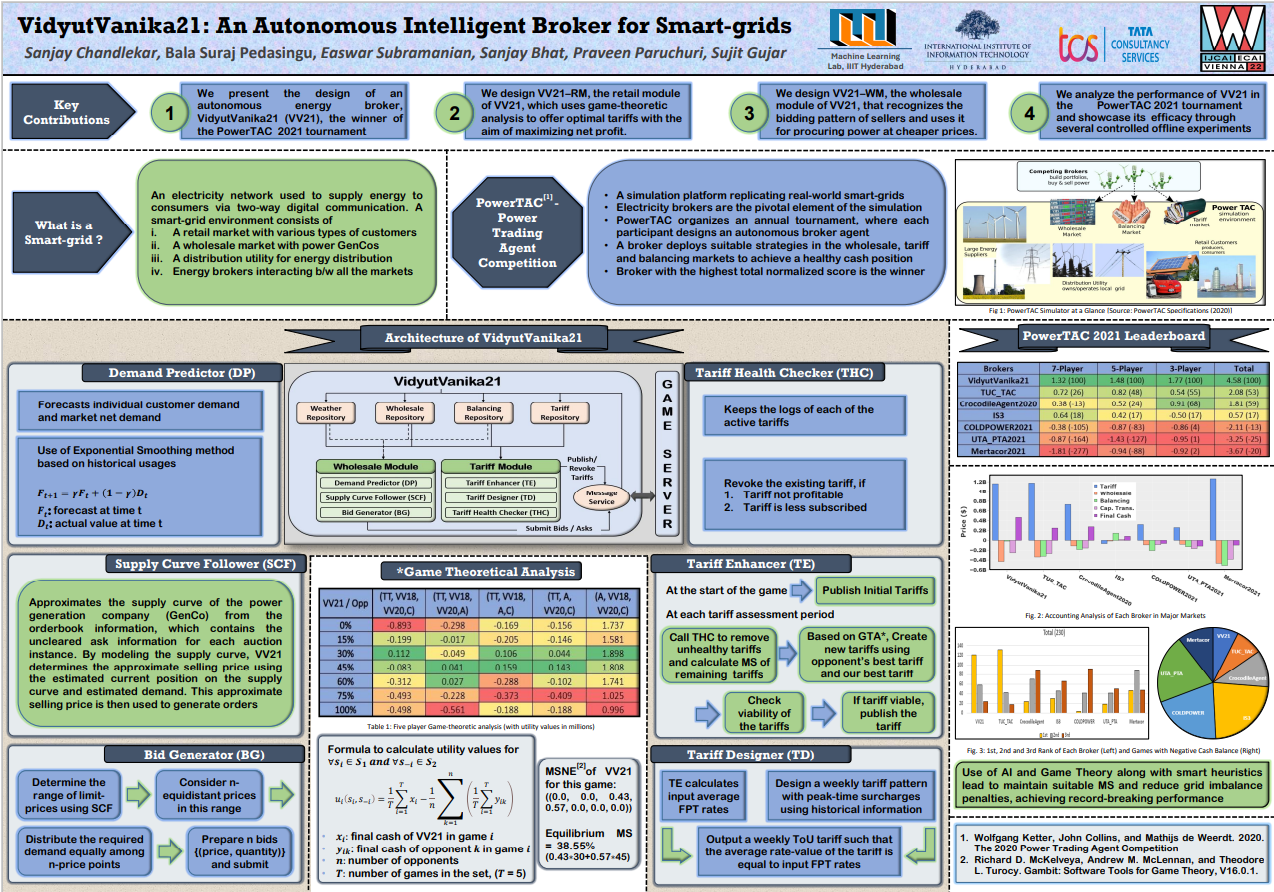 VidyutVanika21: An Autonomous Intelligent Broker for Smart-grids
Sanjay Chandlekar, Bala Suraj Pedasingu, Easwar Subramanian, Sanjay Bhat, Praveen Paruchuri, Sujit Gujar
Machine Learning
Lab, IIIT Hyderabad
INTERNATIONAL INSTITUTE OF
INFORMATION TECHNOLOGY
HYDERABAD
tcs
TATA
CONSULTANCY
SERVICES
IJCAI ECAI
VIENNA 22
Key
Contributions
1
We present the design of an
autonomous energy broker,
VidyutVanika21 (VV21), the winner of
the PowerTAC 2021 tournament
2
We design VV21–RM, the retail module
of VV21, which uses game-theoretic
analysis to offer optimal tariffs with the
aim of maximizing net profit.
3
We design VV21–WM, the wholesale
module of VV21, that recognizes the
bidding pattern of sellers and uses it
for procuring power at cheaper prices.
4
We analyze the performance of VV21 in
the PowerTAC 2021 tournament
and showcase its efficacy through
several controlled offline experiments
What is a
Smart-grid ?
An electricity network used to supply energy to
consumers via two-way digital communication. A
smart-grid environment consists of
i. A retail market with various types of customers
ii. A wholesale market with power GenCos
iii. A distribution utility for energy distribution
iv. Energy brokers interacting b/w all the markets
PowerTAC[1] -
Power
Trading
Agent
Competition
• A simulation platform replicating real-world smart-grids
• Electricity brokers are the pivotal element of the simulation
• PowerTAC organizes an annual tournament, where each
participant designs an autonomous broker agent
• A broker deploys suitable strategies in the wholesale, tariff
and balancing markets to achieve a healthy cash position
• Broker with the highest total normalized score is the winner
Competing Brokers
build portfolios,
buy & sell power
Power TAC
simulation
environment
Wholesale
Market
Balancing
Market
Tariff
market
Large Energy
Suppliers
Retail Customers
producers,
consumers
Distribution Utility
owns/operates local grid
Fig 1: PowerTAC Simulator at a Glance [Source: PowerTAC Specifications (2020)]
Architecture of VidyutVanika21
Demand Predictor (DP)
Forecasts individual customer demand
and market net demand
Use of Exponential Smoothing method
based on historical usages
F_{t+1} = γF_t + (1 − γ)D_t
F_t: forecast at time t
D_t: actual value at time t
VidyutVanika21
Weather
Repository
Wholesale
Repository
Balancing
Repository
Tariff
Repository
Wholesale Module
Demand Predictor (DP)
Supply Curve Follower (SCF)
Bid Generator (BG)
Tariff Module
Tariff Enhancer (TE)
Tariff Designer (TD)
Tariff Health Checker (THC)
Publish/
Revoke
Tariffs
Message
Service
Submit Bids / Asks
GAME SERVER
Tariff Health Checker (THC)
Keeps the logs of each of the
active tariffs
Revoke the existing tariff, if
1. Tariff not profitable
2. Tariff is less subscribed
PowerTAC 2021 Leaderboard
Brokers 7-Player 5-Player 3-Player Total
VidyutVanika21 1.32 (100) 1.48 (100) 1.77 (100) 4.58 (100)
TUC_TAC 0.72 (26) 0.82 (48) 0.54 (55) 2.08 (53)
CrocodileAgent2020 0.38 (-13) 0.52 (24) 0.91 (68) 1.81 (59)
IS3 0.64 (18) 0.42 (17) -0.50 (17) 0.57 (17)
COLDPOWER2021 -0.38 (-105) -0.87 (-83) -0.86 (4) -2.11 (-13)
UTA_PTA2021 -0.87 (-164) -1.43 (-127) -0.95 (1) -3.25 (-25)
Mertacor2021 -1.81 (-277) -0.94 (-88) -0.92 (2) -3.67 (-20)
Price ($)
1.2B
1.0B
0.8B
0.6B
0.4B
0.2B
0
−0.2B
−0.4B
−0.6B
Tariff
Wholesale
Balancing
Cap. Trans.
Final Cash
VidyutVanika21
TUC_TAC
CrocodileAgent2020
IS3
COLDPOWER2021
UTA_PTA2021
Mertacor2021
Fig. 2: Accounting Analysis of Each Broker in Major Markets
Supply Curve Follower (SCF)
Approximates the supply curve of the power
generation company (GenCo) from the
orderbook information, which contains the
uncleared ask information for each auction
instance. By modeling the supply curve, VV21
determines the approximate selling price using
the estimated current position on the supply
curve and estimated demand. This approximate
selling price is then used to generate orders
*Game Theoretical Analysis
VV21 / Opp (TT, VV18, VV20,C) (TT, VV18, VV20,A) (TT, VV18, A,C) (TT, A, VV20,C) (A, VV18, VV20,C)
0% -0.893 -0.298 -0.169 -0.156 1.737
15% -0.199 -0.017 -0.205 -0.146 1.581
30% 0.112 -0.049 0.106 0.044 1.898
45% -0.083 0.041 0.159 0.143 1.808
60% -0.312 0.027 -0.288 -0.102 1.741
75% -0.493 -0.228 -0.373 -0.409 1.025
100% -0.498 -0.561 -0.188 -0.188 0.996
Table 1: Five player Game-theoretic analysis (with utility values in millions)
Tariff Enhancer (TE)
At the start of the game
Publish Initial Tariffs
At each tariff assessment period
Call THC to remove
unhealthy tariffs
and calculate MS of
remaining tariffs
Based on GTA*, Create
new tariffs using
opponent's best tariff
and our best tariff
Check
viability of
the tariffs
If tariff viable,
publish the
tariff
Total (230)
140
120
100
80
60
40
20
0
VV21
TUC_TAC
CrocodileAgent
IS3
COLDPOWER
UTA_PTA
Mertacor
1st 2nd 3rd
Mertacor
VV21
TUC_TAC
CrocodileAgent
IS3
COLDPOWER
UTA_PTA
Fig. 3: 1st, 2nd and 3rd Rank of Each Broker (Left) and Games with Negative Cash Balance (Right)
Bid Generator (BG)
Determine the
range of limit-
prices using SCF
Consider n-
equidistant prices
in this range
Distribute the required
demand equally among
n-price points
Prepare n bids
{(price, quantity)}
and submit
Formula to calculate utility values for
∀s_i ∈ S_1 and ∀s_{−i} ∈ S_2
u_i(s_i, s_{−i}) = 1/T ∑_{i=1}^{T} x_i − 1/n ∑_{k=1}^{n} (1/T ∑_{i=1}^{T} y_{ik})
• x_i: final cash of VV21 in game i
• y_{ik}: final cash of opponent k in game i
• n: number of opponents
• T: number of games in the set, (T = 5)
MSNE[2] of VV21
for this game:
((0.0, 0.0, 0.43,
0.57, 0.0, 0.0, 0.0))
Equilibrium MS
= 38.55%
(0.43*30+0.57*45)
Tariff Designer (TD)
TE calculates
input average
FPT rates
Design a weekly tariff pattern
with peak-time surcharges
using historical information
Output a weekly ToU tariff such that
the average rate-value of the tariff is
equal to input FPT rates
Use of AI and Game Theory along with smart heuristics
lead to maintain suitable MS and reduce grid imbalance
penalties, achieving record-breaking performance
1. Wolfgang Ketter, John Collins, and Mathijs de Weerdt. 2020.
The 2020 Power Trading Agent Competition
2. Richard D. McKelveya, Andrew M. McLennan, and Theodore
L. Turocy. Gambit: Software Tools for Game Theory, V16.0.1.